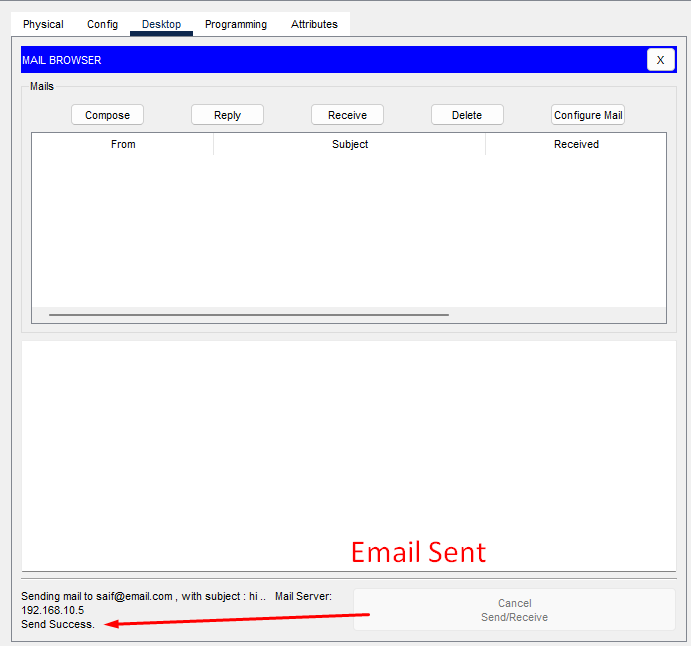 Physical Config Desktop Programming Attributes
MAIL BROWSER X
Mails
Compose Reply Receive Delete Configure Mail
From Subject Received
Email Sent
Sending mail to saif@email.com , with subject : hi .. Mail Server:
192.168.10.5
Send Success.
Cancel
Send/Receive